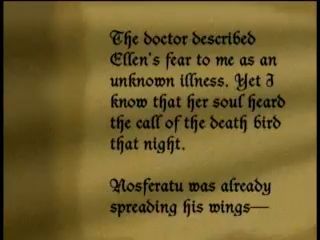 The doctor described
Ellen's fear to me as an
unknown illness. Yet I
know that her soul heard
the call of the death bird
that night.
Nosferatu was already
spreading his wings—